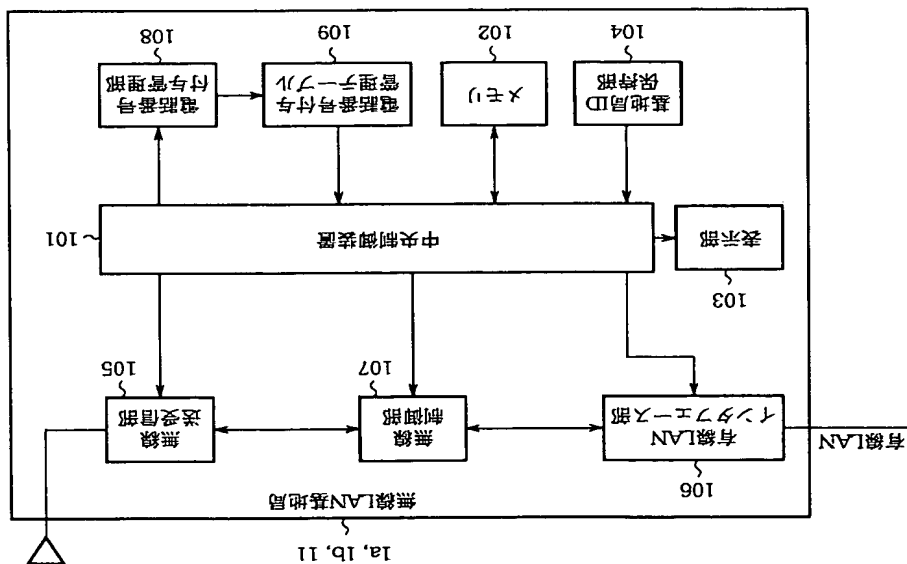 1a, 1b, 11
無線LAN基地局
有線LAN
106
有線LAN
インタフェース部
107
無線
制御部
105
無線
送受信部
103
表示部
中央制御装置
101
基地局ID
保持部
104
メモリ
102
電話番号付与
管理テーブル
109
電話番号
付与管理部
108